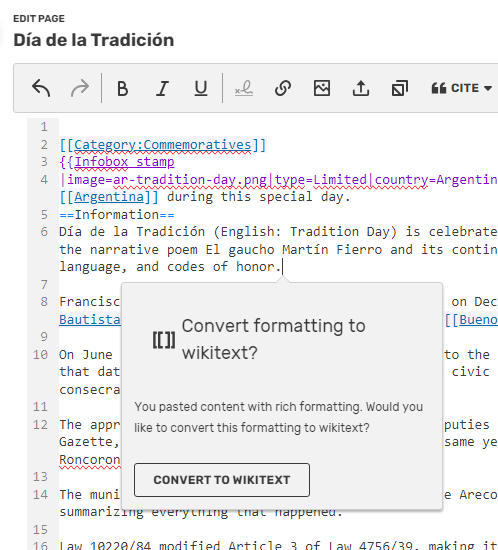 EDIT PAGE
Día de la Tradición
B I U CITE
1
2 [[Category:Commemoratives]]
3 {{Infobox stamp
4 |image=ar-tradition-day.png|type=Limited|country=Argentin
[[Argentina]] during this special day.
5 ==Information==
6 Día de la Tradición (English: Tradition Day) is celebrate
the narrative poem El gaucho Martín Fierro and its contin
language, and codes of honor.
7
8 Francisc on Dec
Bautista [[Bueno
9
10 On June to the
that dat civic
consecra
11
12 The appr puties
Gazette, same ye
Roncoron
13
14 The muni e Areco
summarizing everything that happened.
15
16 Law 10220/84 modified Article 3 of Law 4756/39, making it
[[]] Convert formatting to
wikitext?
You pasted content with rich formatting. Would you
like to convert this formatting to wikitext?
CONVERT TO WIKITEXT